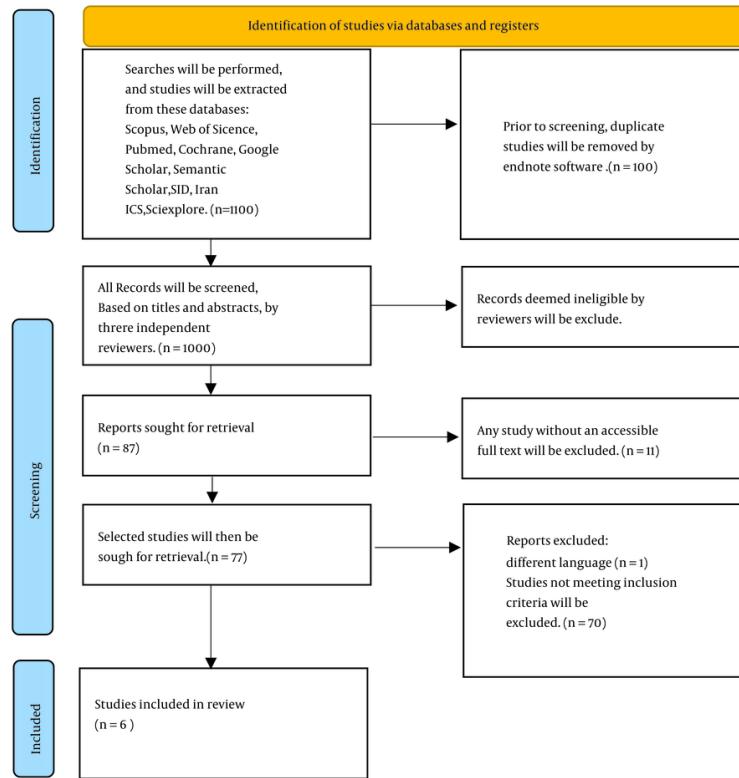 Identification of studies via databases and registers
Identification
Searches will be performed,
and studies will be extracted
from these databases:
Scopus, Web of Sicence,
Pubmed, Cochrane, Google
Scholar, Semantic
Scholar,SID, Iran
ICS,Sciexplore. (n=1100)
Prior to screening, duplicate
studies will be removed by
endnote software .(n = 100)
Screening
All Records will be screened,
Based on titles and abstracts, by
threre independent
reviewers. (n = 1000)
Records deemed ineligible by
reviewers will be exclude.
Reports sought for retrieval
(n = 87)
Any study without an accessible
full text will be excluded. (n = 11)
Selected studies will then be
sough for retrieval.(n = 77)
Reports excluded:
different language (n = 1)
Studies not meeting inclusion
criteria will be
excluded. (n = 70)
Included
Studies included in review
(n = 6 )